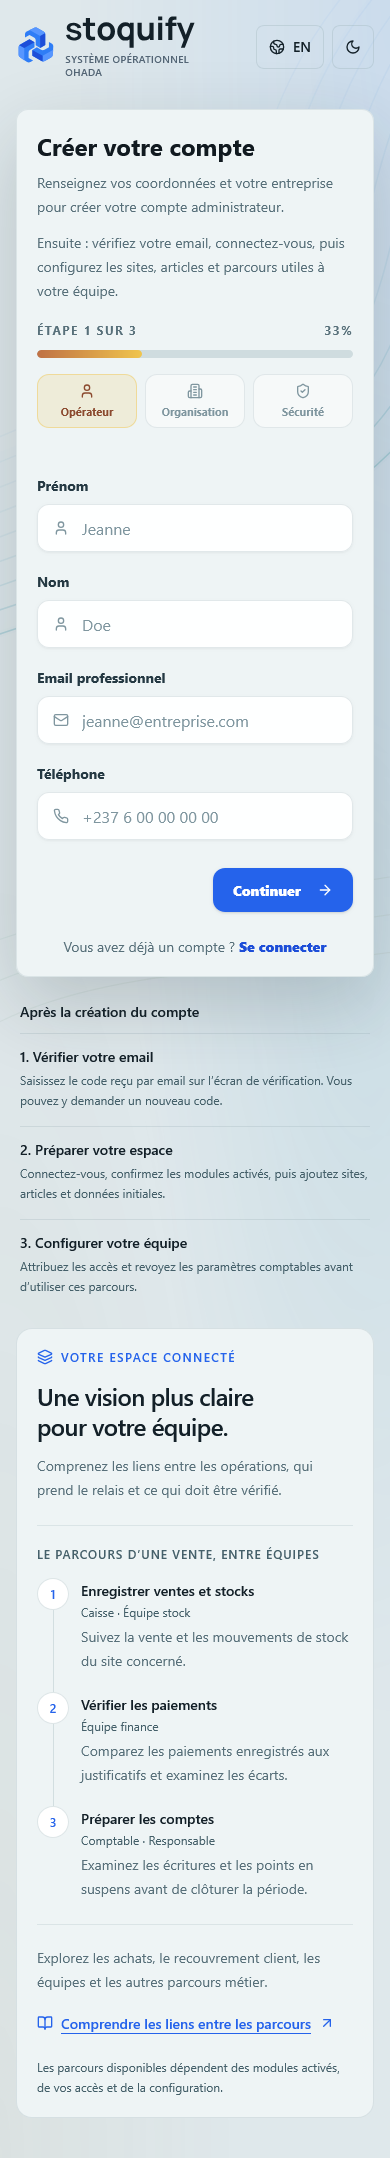 stoquify
SYSTÈME OPÉRATIONNEL
OHADA
EN
Créer votre compte
Renseignez vos coordonnées et votre entreprise
pour créer votre compte administrateur.
Ensuite : vérifiez votre email, connectez-vous, puis
configurez les sites, articles et parcours utiles à
votre équipe.
ÉTAPE 1 SUR 3
33%
Opérateur
Organisation
Sécurité
Prénom
Jeanne
Nom
Doe
Email professionnel
jeanne@entreprise.com
Téléphone
+237 6 00 00 00 00
Continuer
Vous avez déjà un compte ? Se connecter
Après la création du compte
1. Vérifier votre email
Saisissez le code reçu par email sur l'écran de vérification. Vous
pouvez y demander un nouveau code.
2. Préparer votre espace
Connectez-vous, confirmez les modules activés, puis ajoutez sites,
articles et données initiales.
3. Configurer votre équipe
Attribuez les accès et revoyez les paramètres comptables avant
d'utiliser ces parcours.
VOTRE ESPACE CONNECTÉ
Une vision plus claire
pour votre équipe.
Comprenez les liens entre les opérations, qui
prend le relais et ce qui doit être vérifié.
LE PARCOURS D'UNE VENTE, ENTRE ÉQUIPES
1
Enregistrer ventes et stocks
Caisse · Équipe stock
Suivez la vente et les mouvements de stock
du site concerné.
2
Vérifier les paiements
Équipe finance
Comparez les paiements enregistrés aux
justificatifs et examinez les écarts.
3
Préparer les comptes
Comptable · Responsable
Examinez les écritures et les points en
suspens avant de clôturer la période.
Explorez les achats, le recouvrement client, les
équipes et les autres parcours métier.
Comprendre les liens entre les parcours
Les parcours disponibles dépendent des modules activés,
de vos accès et de la configuration.